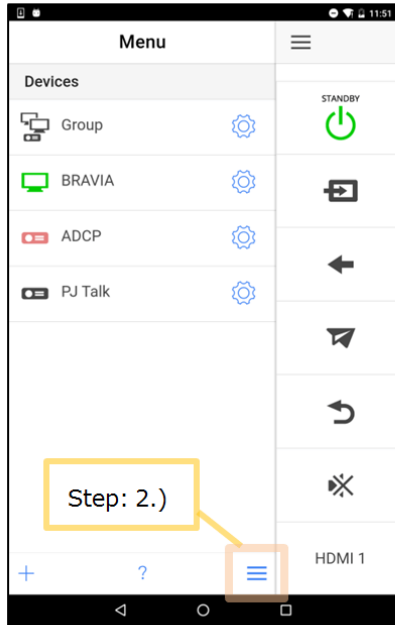 11:51
Menu
Devices
STANDBY
Group
BRAVIA
ADCP
PJ Talk
Step: 2.)
HDMI 1
+
?